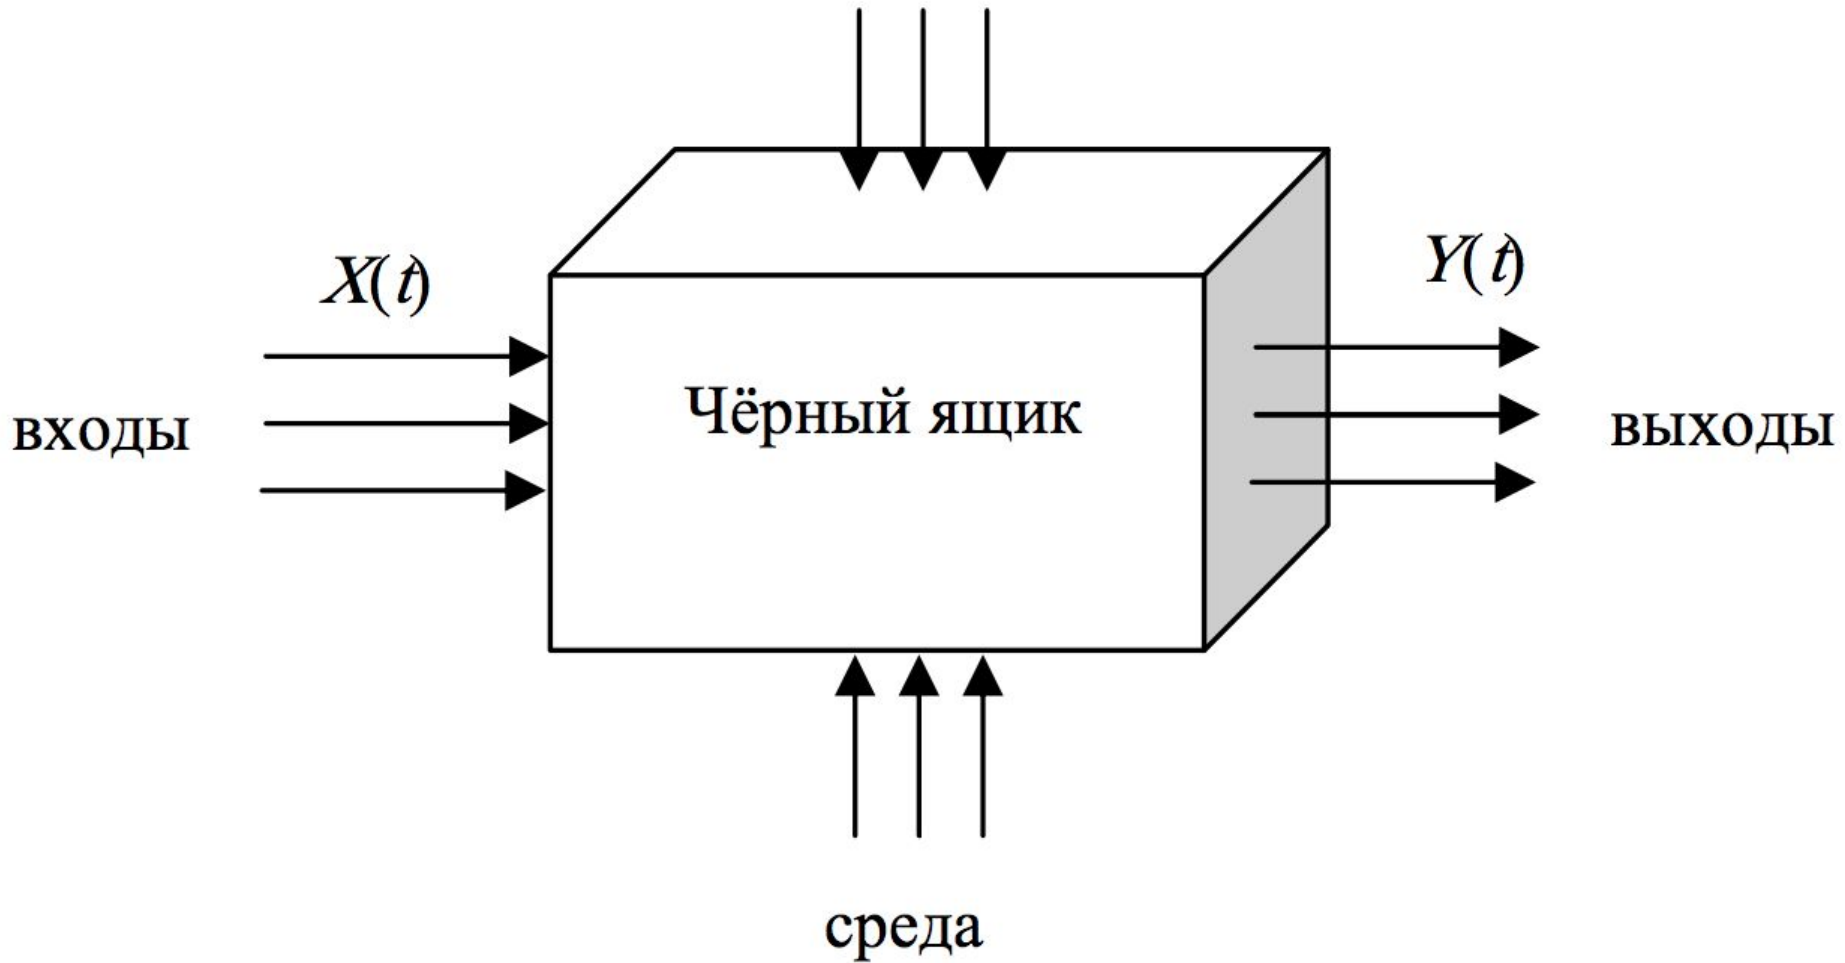 X(t)
Y(t)
входы
Чёрный ящик
выходы
среда